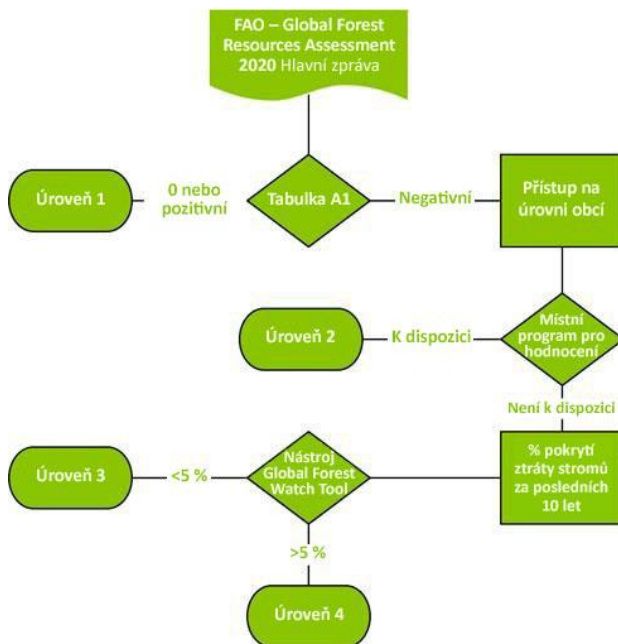 FAO – Global Forest
Resources Assessment
2020 Hlavní zpráva
Úroveň 1
0 nebo
pozitivní
Tabulka A1
Negativní
Přístup na
úrovni obcí
Úroveň 2
K dispozici
Místní
program pro
hodnocení
Není k dispozici
Úroveň 3
<5 %
Nástroj
Global Forest
Watch Tool
% pokrytí
ztráty stromů
za posledních
10 let
>5 %
Úroveň 4